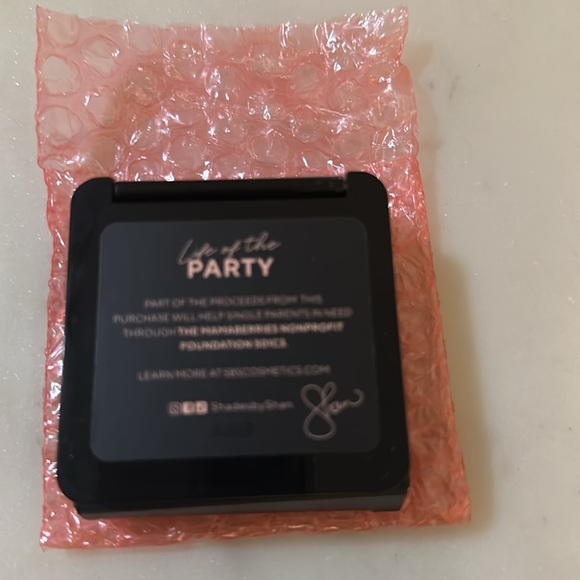 Life of the
PARTY
PART OF THE PROCEEDS FROM THIS
PURCHASE WILL HELP SINGLE PARENTS IN NEED
THROUGH THE MAMABERRIES NONPROFIT
FOUNDATION 501C3
LEARN MORE AT SBSCOSMETICS.COM
ShadesbyShan
Shan